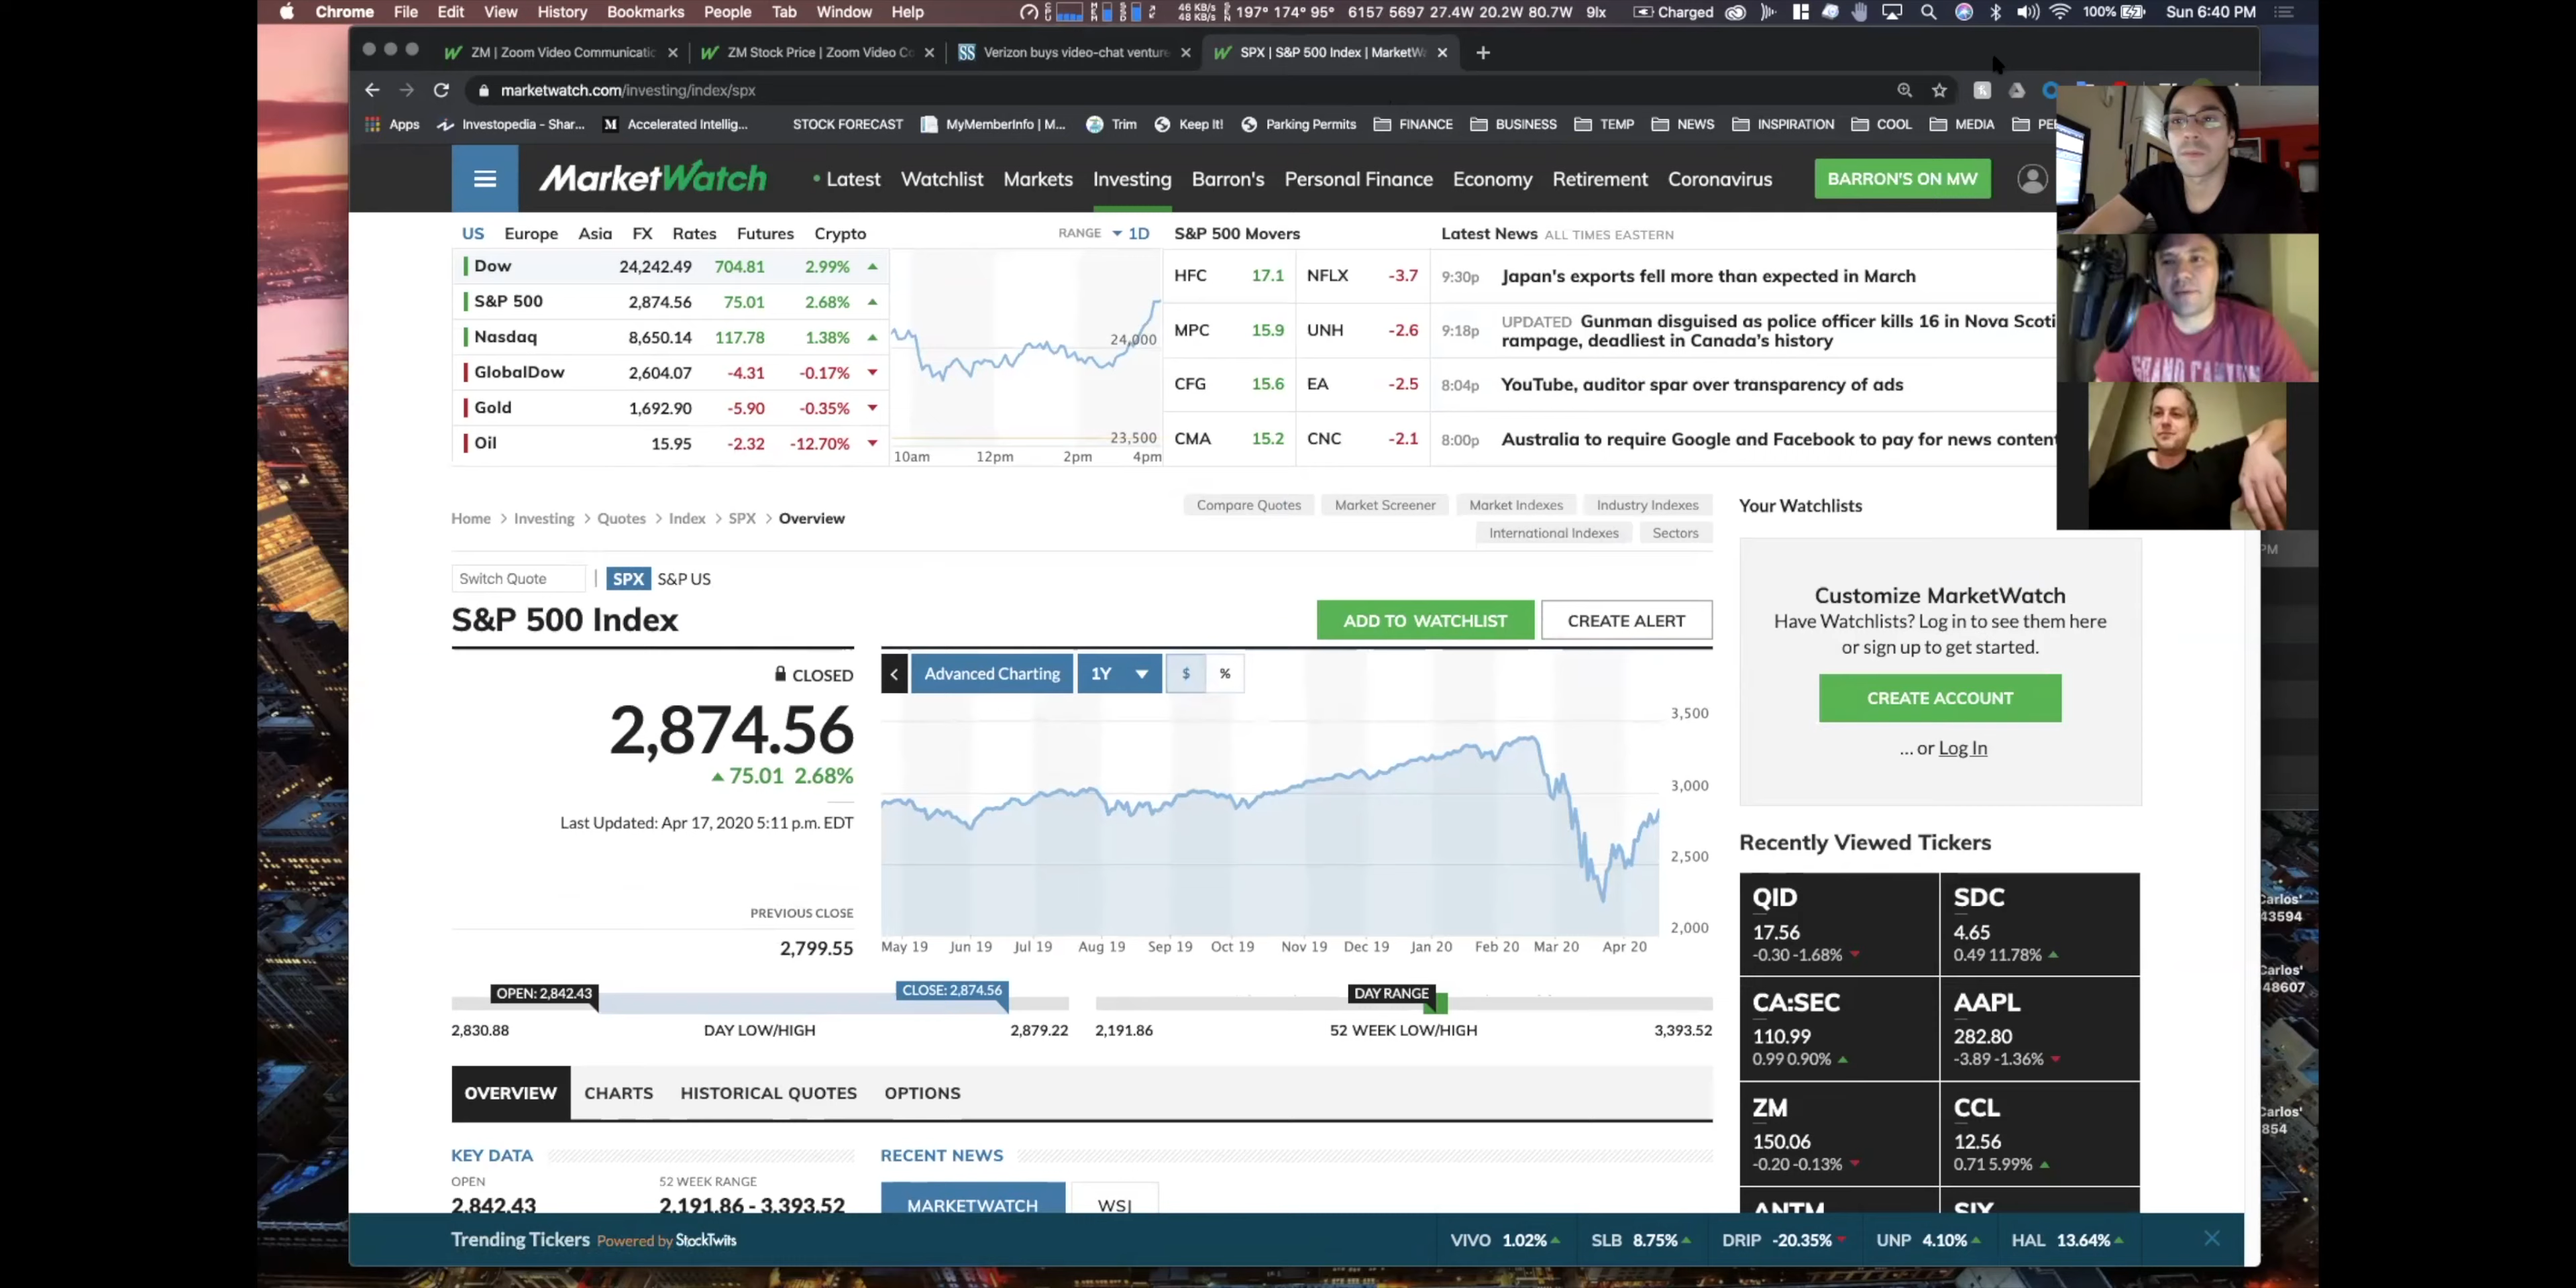 Chrome File Edit View History Bookmarks People Tab Window Help 46 KB/s 48 KB/s 197° 174° 95° 6157 5697 27.4W 20.2W 80.7W 9lx Charged 100% Sun 6:40 PM
ZM | Zoom Video Communicatic ZM Stock Price | Zoom Video Co Verizon buys video-chat venture SPX | S&P 500 Index | MarketWa
marketwatch.com/investing/index/spx
Apps Investopedia - Shar... Accelerated Intellig... STOCK FORECAST MyMemberInfo | M... Trim Keep It! Parking Permits FINANCE BUSINESS TEMP NEWS INSPIRATION COOL MEDIA
MarketWatch Latest Watchlist Markets Investing Barron's Personal Finance Economy Retirement Coronavirus BARRON'S ON MW
US Europe Asia FX Rates Futures Crypto RANGE 1D S&P 500 Movers Latest News ALL TIMES EASTERN
Dow 24,242.49 704.81 2.99%
S&P 500 2,874.56 75.01 2.68%
Nasdaq 8,650.14 117.78 1.38%
GlobalDow 2,604.07 -4.31 -0.17%
Gold 1,692.90 -5.90 -0.35%
Oil 15.95 -2.32 -12.70%
24,000
23,500
10am 12pm 2pm 4pm
HFC 17.1 NFLX -3.7
MPC 15.9 UNH -2.6
CFG 15.6 EA -2.5
CMA 15.2 CNC -2.1
9:30p Japan's exports fell more than expected in March
9:18p UPDATED Gunman disguised as police officer kills 16 in Nova Scoti
rampage, deadliest in Canada's history
8:04p YouTube, auditor spar over transparency of ads
8:00p Australia to require Google and Facebook to pay for news content
Home > Investing > Quotes > Index > SPX > Overview
Compare Quotes Market Screener Market Indexes Industry Indexes
International Indexes Sectors
Switch Quote | SPX S&P US
S&P 500 Index
ADD TO WATCHLIST CREATE ALERT
CLOSED
2,874.56
75.01 2.68%
Last Updated: Apr 17, 2020 5:11 p.m. EDT
PREVIOUS CLOSE
2,799.55
Advanced Charting 1Y $ %
3,500
3,000
2,500
2,000
May 19 Jun 19 Jul 19 Aug 19 Sep 19 Oct 19 Nov 19 Dec 19 Jan 20 Feb 20 Mar 20 Apr 20
OPEN: 2,842.43 CLOSE: 2,874.56 DAY RANGE
2,830.88 DAY LOW/HIGH 2,879.22 2,191.86 52 WEEK LOW/HIGH 3,393.52
OVERVIEW CHARTS HISTORICAL QUOTES OPTIONS
KEY DATA RECENT NEWS
OPEN 52 WEEK RANGE
2,842.43 2,191.86 - 3,393.52 MARKETWATCH WSJ
Your Watchlists
Customize MarketWatch
Have Watchlists? Log in to see them here
or sign up to get started.
CREATE ACCOUNT
... or Log In
Recently Viewed Tickers
QID SDC
17.56 4.65
-0.30 -1.68% 0.49 11.78%
CA:SEC AAPL
110.99 282.80
0.99 0.90% -3.89 -1.36%
ZM CCL
150.06 12.56
-0.20 -0.13% 0.71 5.99%
ANTM SIX
PM
Carlos'
43594
Carlos'
48607
Carlos'
854
GRAND CANYON
Trending Tickers Powered by StockTwits VIVO 1.02% SLB 8.75% DRIP -20.35% UNP 4.10% HAL 13.64%